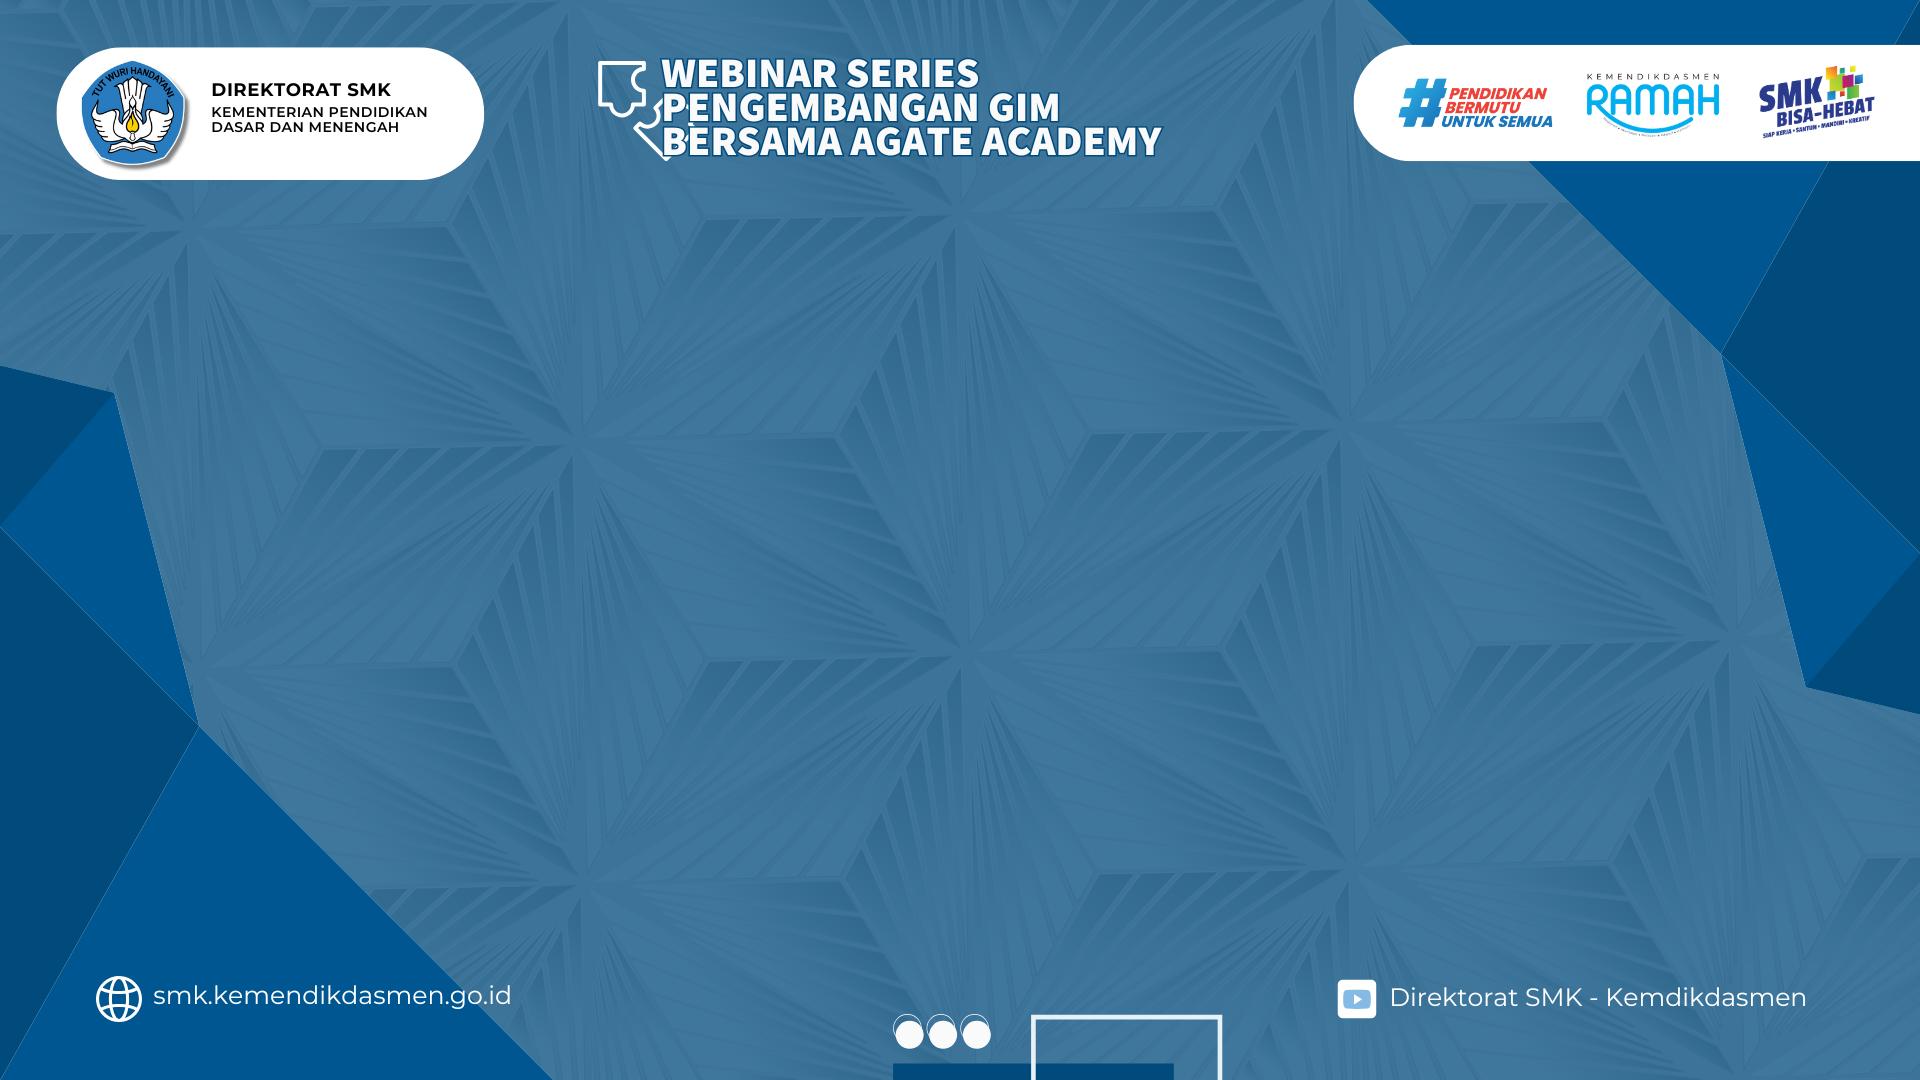 TUT WURI HANDAYANI
DIREKTORAT SMK
KEMENTERIAN PENDIDIKAN
DASAR DAN MENENGAH
WEBINAR SERIES
PENGEMBANGAN GIM
BERSAMA AGATE ACADEMY
#PENDIDIKAN
BERMUTU
UNTUK SEMUA
KEMENDIKDASMEN
RAMAH
SMK
BISA-HEBAT
SIAP KERJA • SANTUN • MANDIRI • KREATIF
smk.kemendikdasmen.go.id
Direktorat SMK - Kemdikdasmen